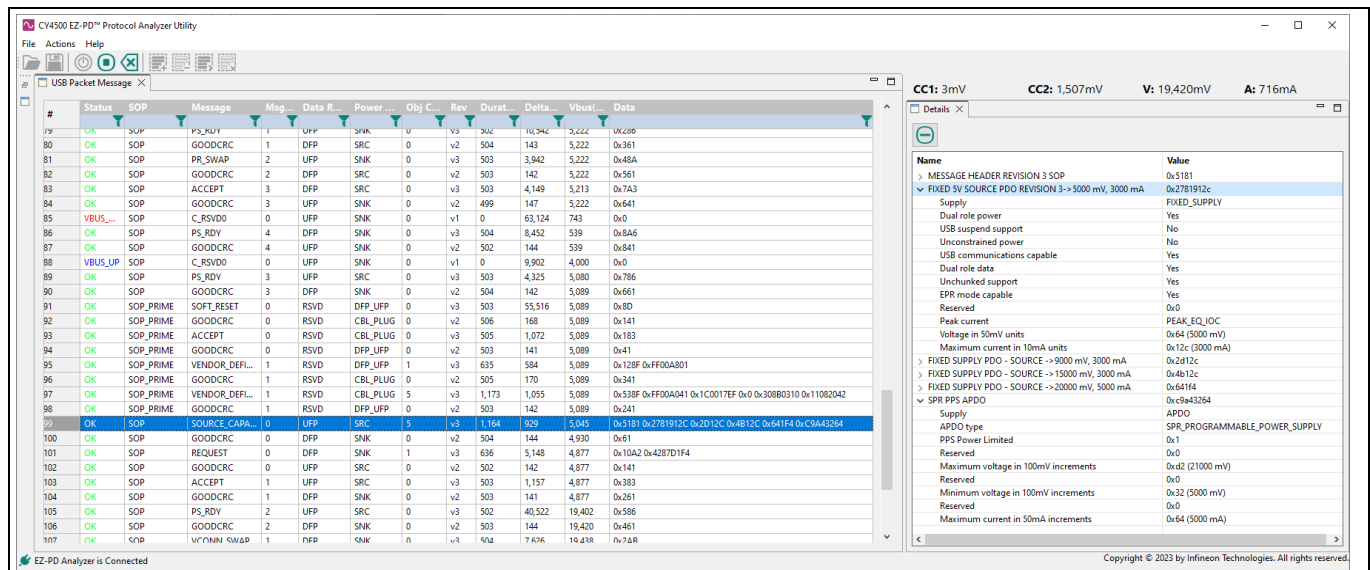 CY4500 EZ-PD™ Protocol Analyzer Utility
File Actions Help
USB Packet Message
CC1: 3mV CC2: 1,507mV V: 19,420mV A: 716mA
# Status SOP Message Msg... Data R... Power ... Obj C... Rev Durat... Delta... Vbus(... Data
79 OK SOP PS_RDY 1 UFP SNK 0 v3 502 10,542 5,222 0x286
80 OK SOP GOODCRC 1 DFP SRC 0 v2 504 143 5,222 0x361
81 OK SOP PR_SWAP 2 UFP SNK 0 v3 503 3,942 5,222 0x48A
82 OK SOP GOODCRC 2 DFP SRC 0 v2 503 142 5,222 0x561
83 OK SOP ACCEPT 3 DFP SRC 0 v3 503 4,149 5,213 0x7A3
84 OK SOP GOODCRC 3 UFP SNK 0 v2 499 147 5,222 0x641
85 VBUS_... SOP C_RSVD0 0 UFP SNK 0 v1 0 63,124 743 0x0
86 OK SOP PS_RDY 4 DFP SNK 0 v3 504 8,452 539 0x8A6
87 OK SOP GOODCRC 4 UFP SNK 0 v2 502 144 539 0x841
88 VBUS_UP SOP C_RSVD0 0 UFP SNK 0 v1 0 9,902 4,000 0x0
89 OK SOP PS_RDY 3 UFP SRC 0 v3 503 4,325 5,080 0x786
90 OK SOP GOODCRC 3 DFP SNK 0 v2 504 142 5,089 0x661
91 OK SOP_PRIME SOFT_RESET 0 RSVD DFP_UFP 0 v3 503 55,516 5,089 0x8D
92 OK SOP_PRIME GOODCRC 0 RSVD CBL_PLUG 0 v2 506 168 5,089 0x141
93 OK SOP_PRIME ACCEPT 0 RSVD CBL_PLUG 0 v3 505 1,072 5,089 0x183
94 OK SOP_PRIME GOODCRC 0 RSVD DFP_UFP 0 v2 503 141 5,089 0x41
95 OK SOP_PRIME VENDOR_DEFI... 1 RSVD DFP_UFP 1 v3 635 584 5,089 0x128F 0xFF00A801
96 OK SOP_PRIME GOODCRC 1 RSVD CBL_PLUG 0 v2 505 170 5,089 0x341
97 OK SOP_PRIME VENDOR_DEFI... 1 RSVD CBL_PLUG 5 v3 1,173 1,055 5,089 0x538F 0xFF00A041 0x1C0017EF 0x0 0x308B0310 0x11082042
98 OK SOP_PRIME GOODCRC 1 RSVD DFP_UFP 0 v2 503 142 5,089 0x241
99 OK SOP SOURCE_CAPA... 0 UFP SRC 5 v3 1,164 929 5,045 0x5181 0x2781912C 0x2D12C 0x4B12C 0x641F4 0xC9A43264
100 OK SOP GOODCRC 0 DFP SNK 0 v2 504 144 4,930 0x61
101 OK SOP REQUEST 0 DFP SNK 1 v3 636 5,148 4,877 0x10A2 0x4287D1F4
102 OK SOP GOODCRC 0 UFP SRC 0 v2 502 142 4,877 0x141
103 OK SOP ACCEPT 1 UFP SRC 0 v3 503 1,157 4,877 0x383
104 OK SOP GOODCRC 1 DFP SNK 0 v2 503 141 4,877 0x261
105 OK SOP PS_RDY 2 UFP SRC 0 v3 502 40,522 19,402 0x586
106 OK SOP GOODCRC 2 DFP SNK 0 v2 503 144 19,420 0x461
107 OK SOP VCONN_SWAP 1 DFP SNK 0 v3 504 7,626 19,438 0x2AB
Details
Name Value
MESSAGE HEADER REVISION 3 SOP 0x5181
FIXED 5V SOURCE PDO REVISION 3->5000 mV, 3000 mA 0x2781912c
Supply FIXED_SUPPLY
Dual role power Yes
USB suspend support No
Unconstrained power No
USB communications capable Yes
Dual role data Yes
Unchunked support Yes
EPR mode capable Yes
Reserved 0x0
Peak current PEAK_EQ_IOC
Voltage in 50mV units 0x64 (5000 mV)
Maximum current in 10mA units 0x12c (3000 mA)
FIXED SUPPLY PDO - SOURCE ->9000 mV, 3000 mA 0x2d12c
FIXED SUPPLY PDO - SOURCE ->15000 mV, 3000 mA 0x4b12c
FIXED SUPPLY PDO - SOURCE ->20000 mV, 5000 mA 0x641f4
SPR PPS APDO 0xc9a43264
Supply APDO
APDO type SPR_PROGRAMMABLE_POWER_SUPPLY
PPS Power Limited 0x1
Reserved 0x0
Maximum voltage in 100mV increments 0xd2 (21000 mV)
Reserved 0x0
Minimum voltage in 100mV increments 0x32 (5000 mV)
Reserved 0x0
Maximum current in 50mA increments 0x64 (5000 mA)
EZ-PD Analyzer is Connected
Copyright © 2023 by Infineon Technologies. All rights reserved.